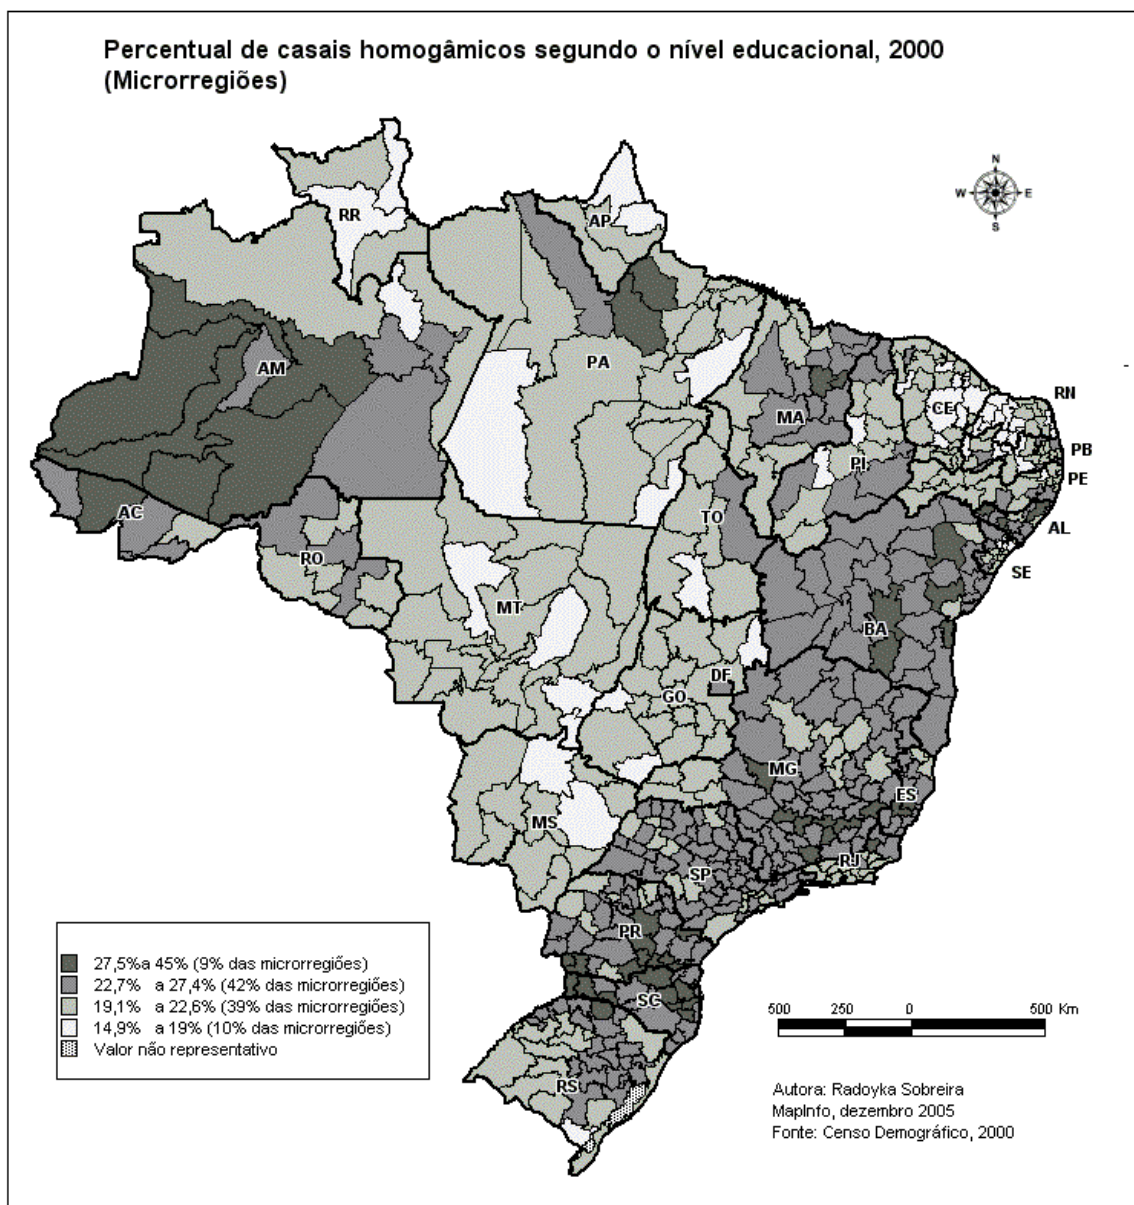 Percentual de casais homogâmicos segundo o nível educacional, 2000
(Microrregiões)
N
W
E
S
RR
AP
AM
PA
MA
CE
RN
PB
PI
PE
AC
TO
AL
RO
SE
MT
BA
DF
GO
MG
ES
MS
RJ
SP
PR
SC
RS
27,5%a 45% (9% das microrregiões)
22,7% a 27,4% (42% das microrregiões)
19,1% a 22,6% (39% das microrregiões)
14,9% a 19% (10% das microrregiões)
Valor não representativo
500 250 0 500 Km
Autora: Radoyka Sobreira
MapInfo, dezembro 2005
Fonte: Censo Demográfico, 2000